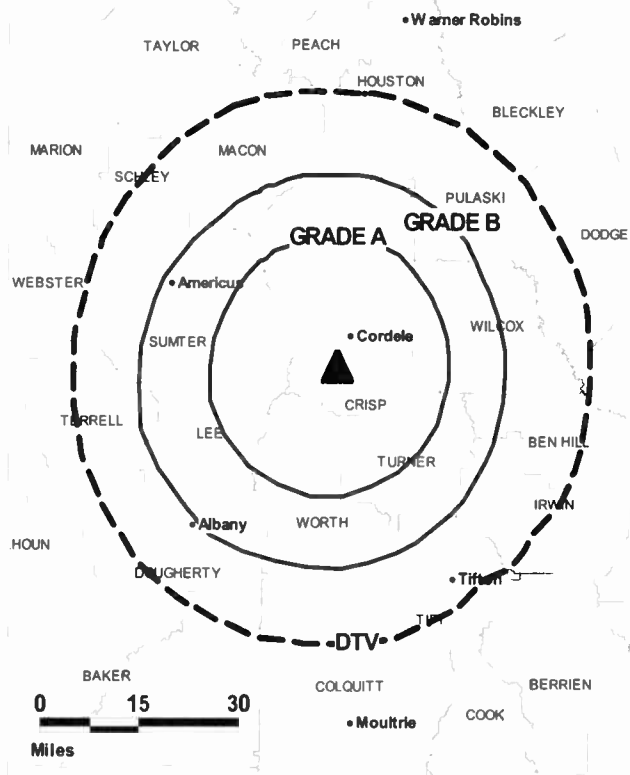 Warner Robins
TAYLOR PEACH
HOUSTON
BLECKLEY
MARION MACON
SCHLEY
PULASKI
GRADE B
GRADE A
DODGE
WEBSTER
Americus
WILCOX
Cordele
SUMTER
CRISP
TERRELL
LEE
BEN HILL
TURNER
IRWIN
WORTH
Albany
HOUN
DOUGHERTY
Tifton
DTV
BAKER
COLQUITT BERRIEN
0 15 30
COOK
Moultrie
Miles